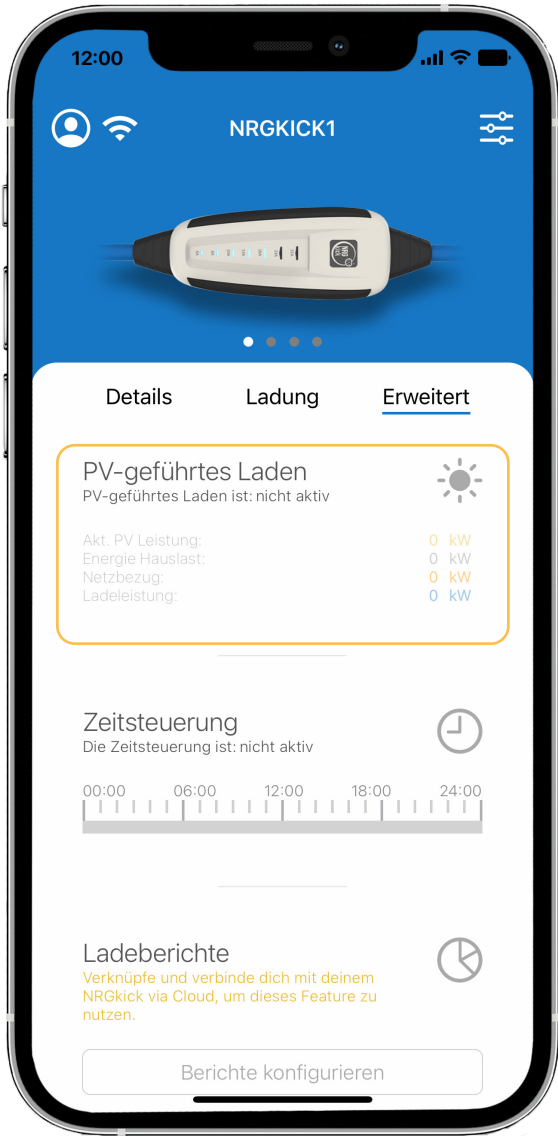 12:00
NRGKICK1
NRG
kick
Details Ladung Erweitert
PV-geführtes Laden
PV-geführtes Laden ist: nicht aktiv
Akt. PV Leistung: 0 kW
Energie Hauslast: 0 kW
Netzbezug: 0 kW
Ladeleistung: 0 kW
Zeitsteuerung
Die Zeitsteuerung ist: nicht aktiv
00:00 06:00 12:00 18:00 24:00
Ladeberichte
Verknüpfe und verbinde dich mit deinem
NRGkick via Cloud, um dieses Feature zu
nutzen.
Berichte konfigurieren